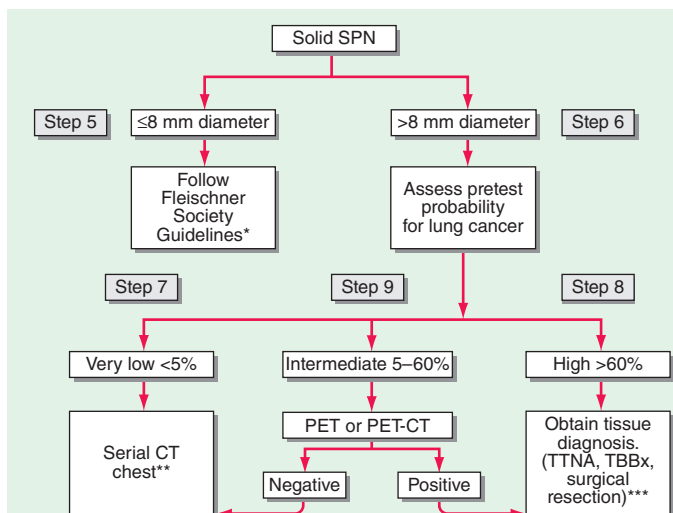 Solid SPN
Step 5
≤8 mm diameter
>8 mm diameter
Step 6
Follow
Fleischner
Society
Guidelines*
Assess pretest
probability
for lung cancer
Step 7
Step 9
Step 8
Very low <5%
Intermediate 5–60%
High >60%
Serial CT
chest**
PET or PET-CT
Negative
Positive
Obtain tissue
diagnosis.
(TTNA, TBBx,
surgical
resection)***